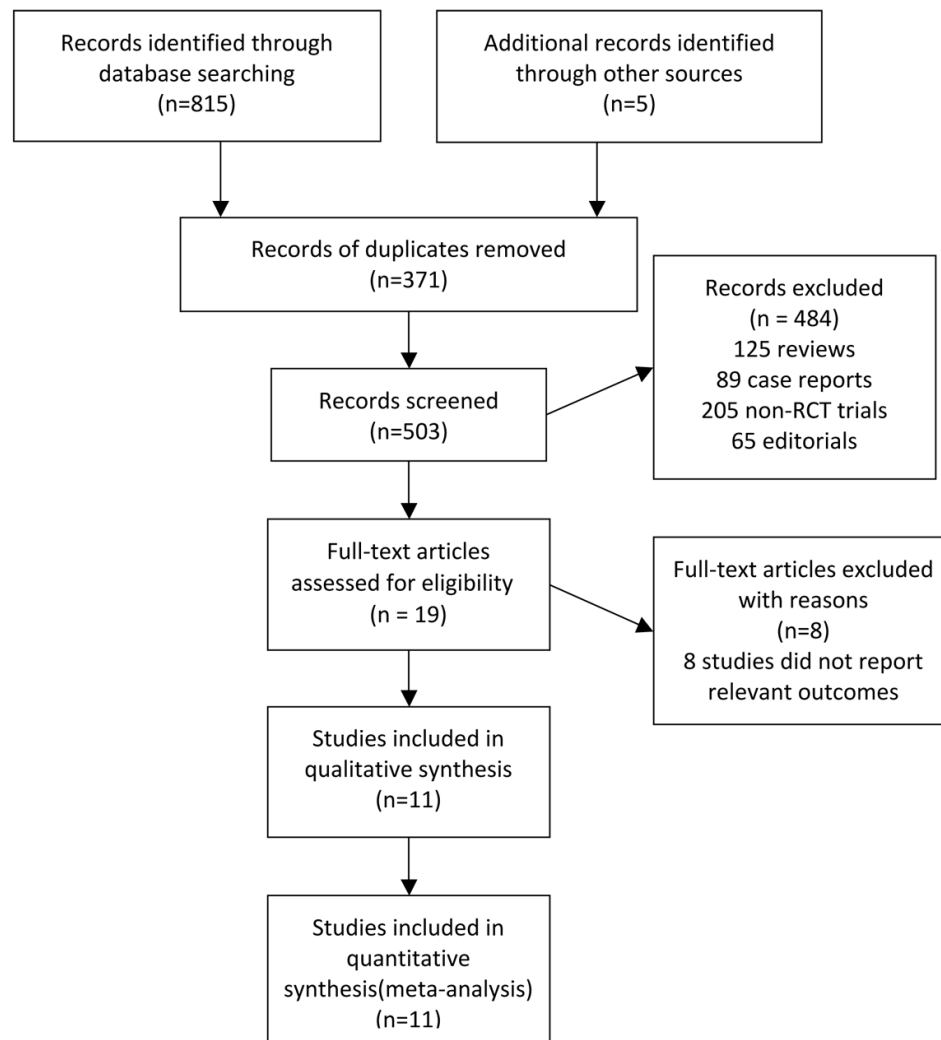 Records identified through
database searching
(n=815)
Additional records identified
through other sources
(n=5)
Records of duplicates removed
(n=371)
Records excluded
(n = 484)
125 reviews
89 case reports
205 non-RCT trials
65 editorials
Records screened
(n=503)
Full-text articles
assessed for eligibility
(n = 19)
Full-text articles excluded
with reasons
(n=8)
8 studies did not report
relevant outcomes
Studies included in
qualitative synthesis
(n=11)
Studies included in
quantitative
synthesis(meta-analysis)
(n=11)